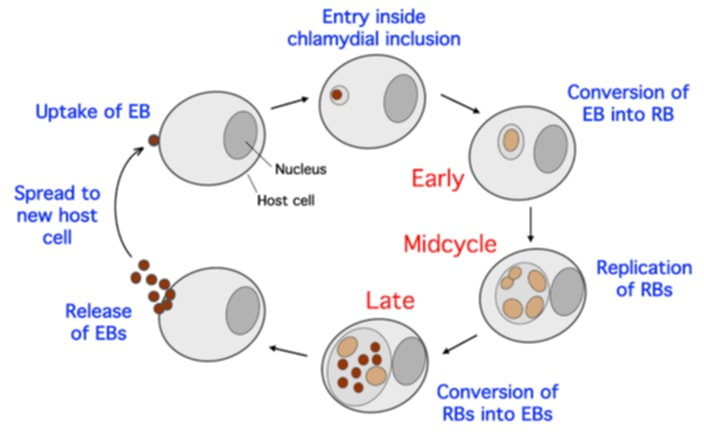 Entry inside
chlamydial inclusion
Uptake of EB
Conversion of
EB into RB
Nucleus
Host cell
Early
Spread to
new host
cell
Midcycle
Replication
of RBs
Release
of EBs
Late
Conversion of
RBs into EBs